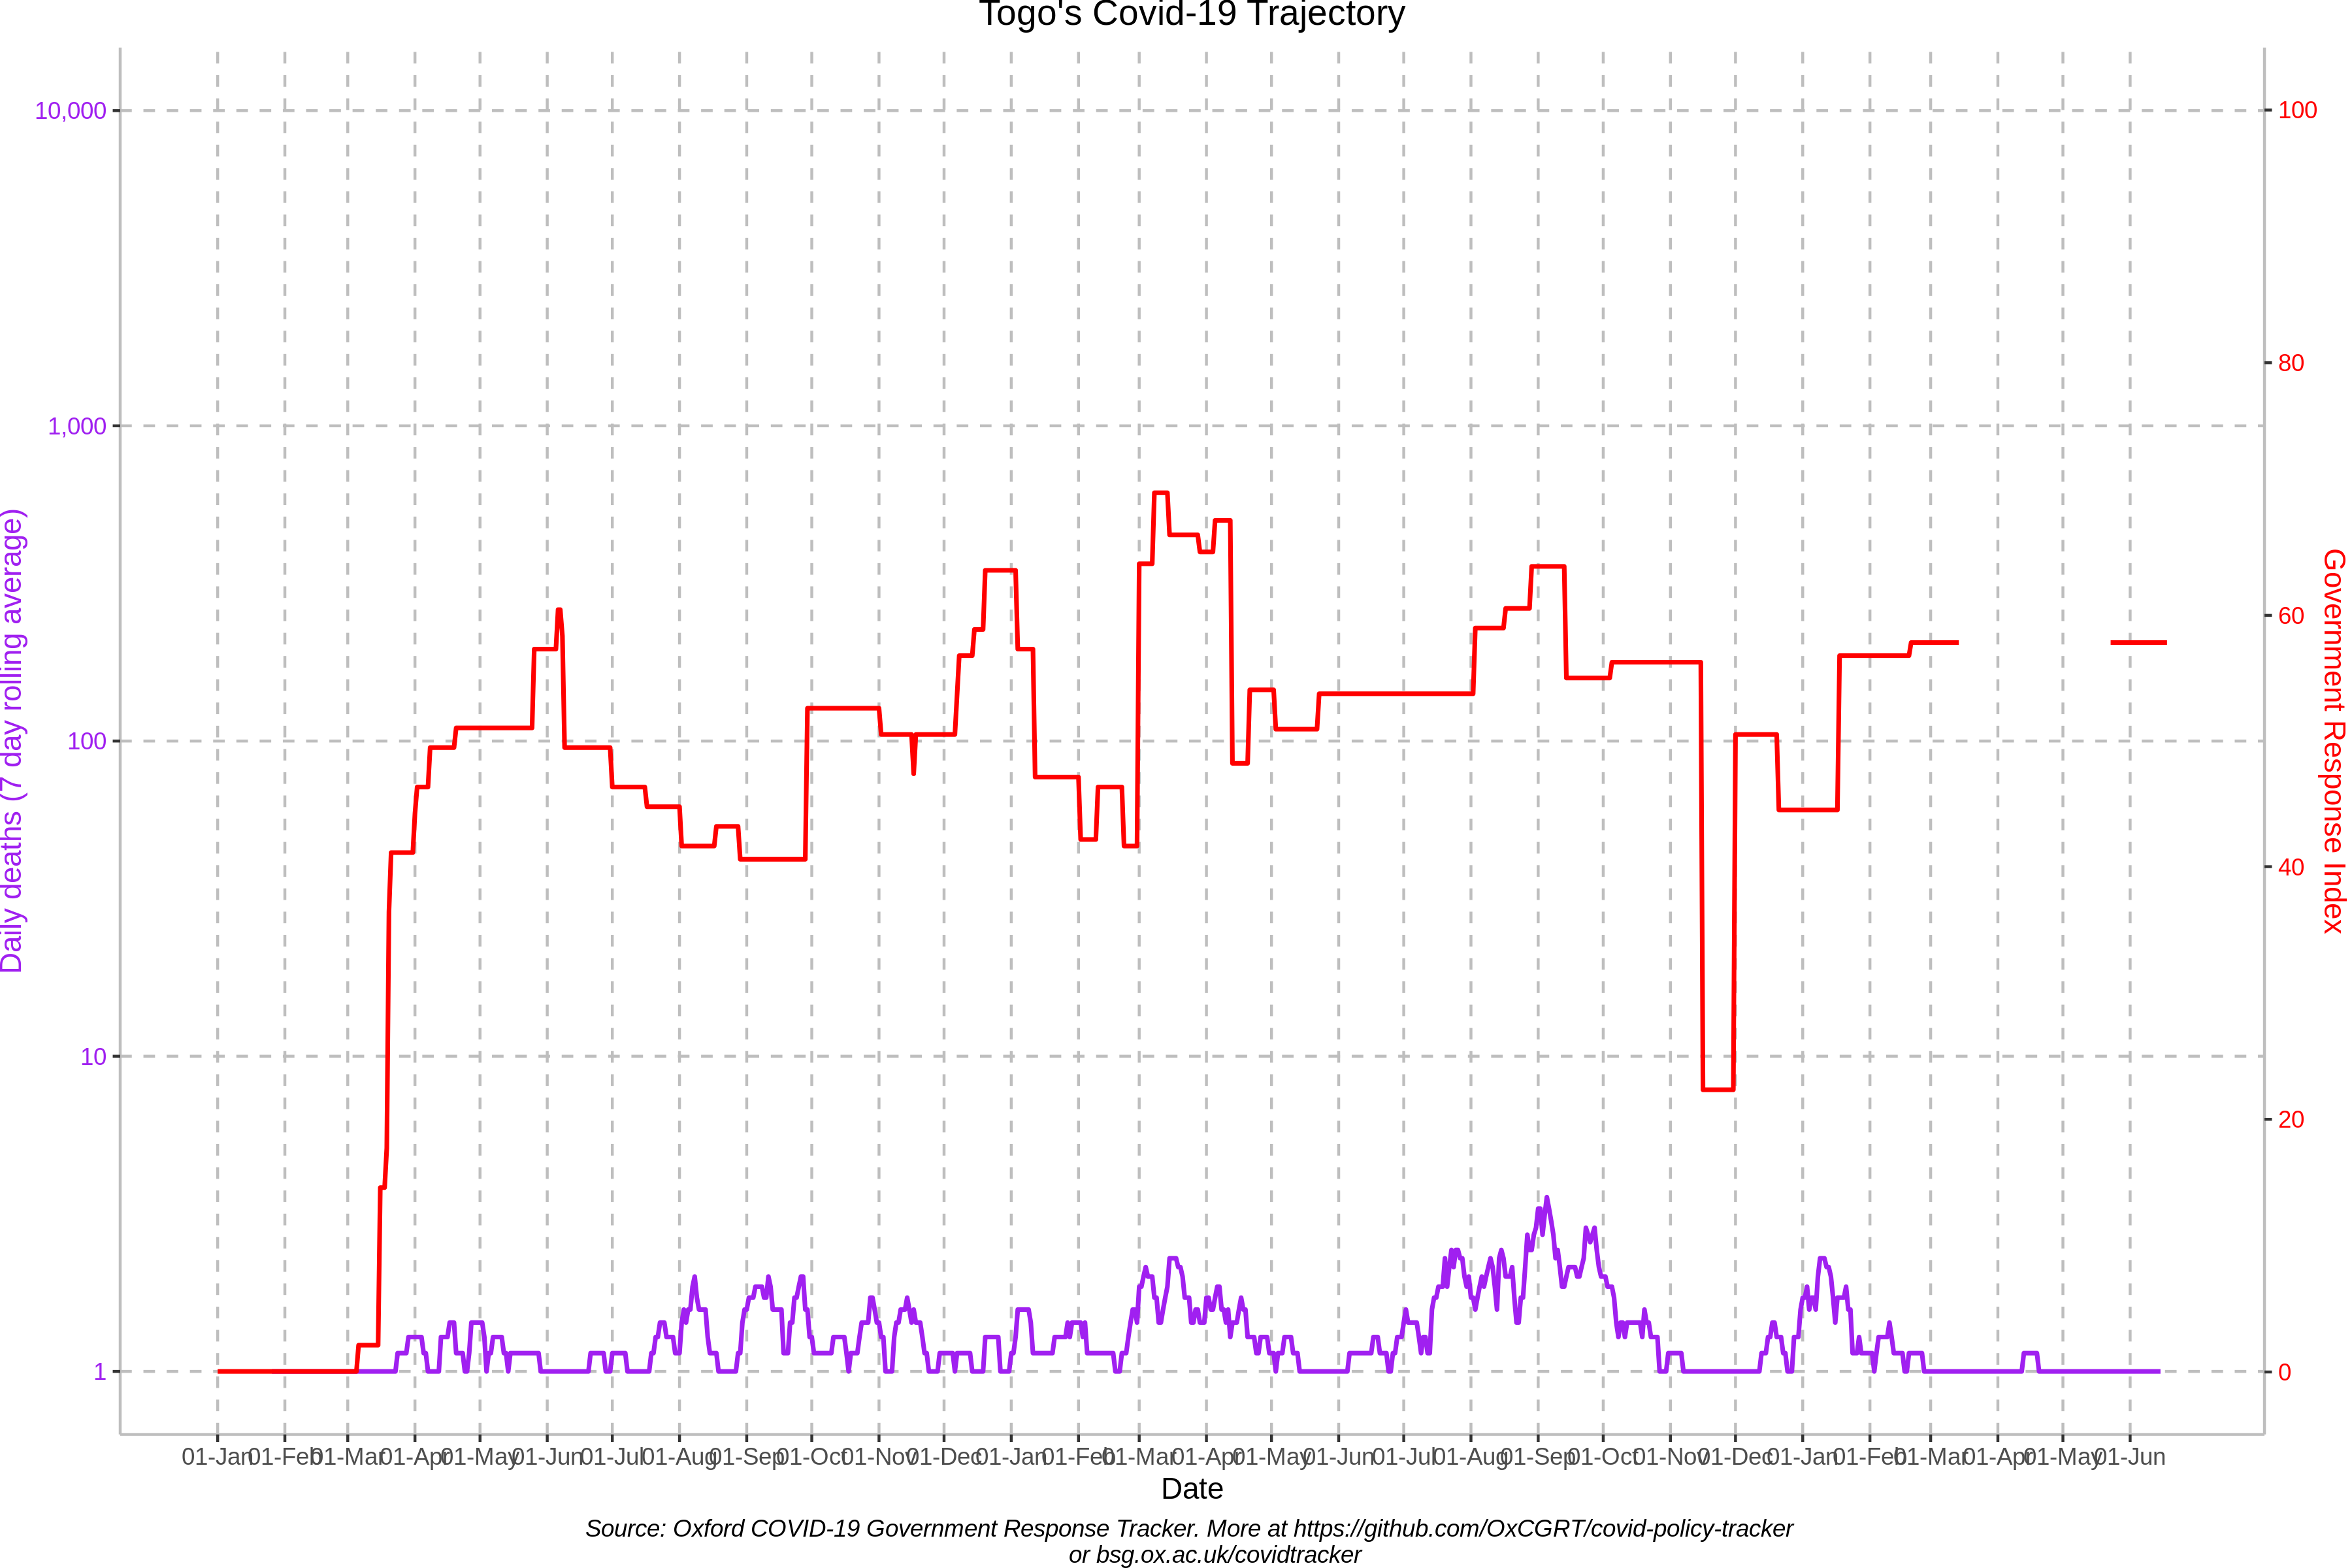 Togo's Covid-19 Trajectory
10,000
1,000
100
10
1
Daily deaths (7 day rolling average)
100
80
60
40
20
0
Government Response Index
01-Jan 01-Feb 01-Mar 01-Apr 01-May 01-Jun 01-Jul 01-Aug 01-Sep 01-Oct 01-Nov 01-Dec 01-Jan 01-Feb 01-Mar 01-Apr 01-May 01-Jun 01-Jul 01-Aug 01-Sep 01-Oct 01-Nov 01-Dec 01-Jan 01-Feb 01-Mar 01-Apr 01-May 01-Jun
Date
Source: Oxford COVID-19 Government Response Tracker. More at https://github.com/OxCGRT/covid-policy-tracker
or bsg.ox.ac.uk/covidtracker